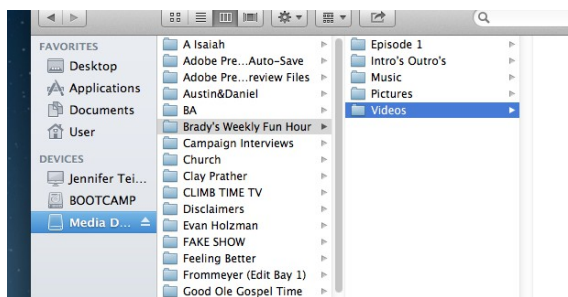 FAVORITES
Desktop
Applications
Documents
User
DEVICES
Jennifer Tei...
BOOTCAMP
Media D...
A Isaiah
Adobe Pre...Auto-Save
Adobe Pre...review Files
Austin&Daniel
BA
Brady's Weekly Fun Hour
Campaign Interviews
Church
Clay Prather
CLIMB TIME TV
Disclaimers
Evan Holzman
FAKE SHOW
Feeling Better
Frommeyer (Edit Bay 1)
Good Ole Gospel Time
Episode 1
Intro's Outro's
Music
Pictures
Videos